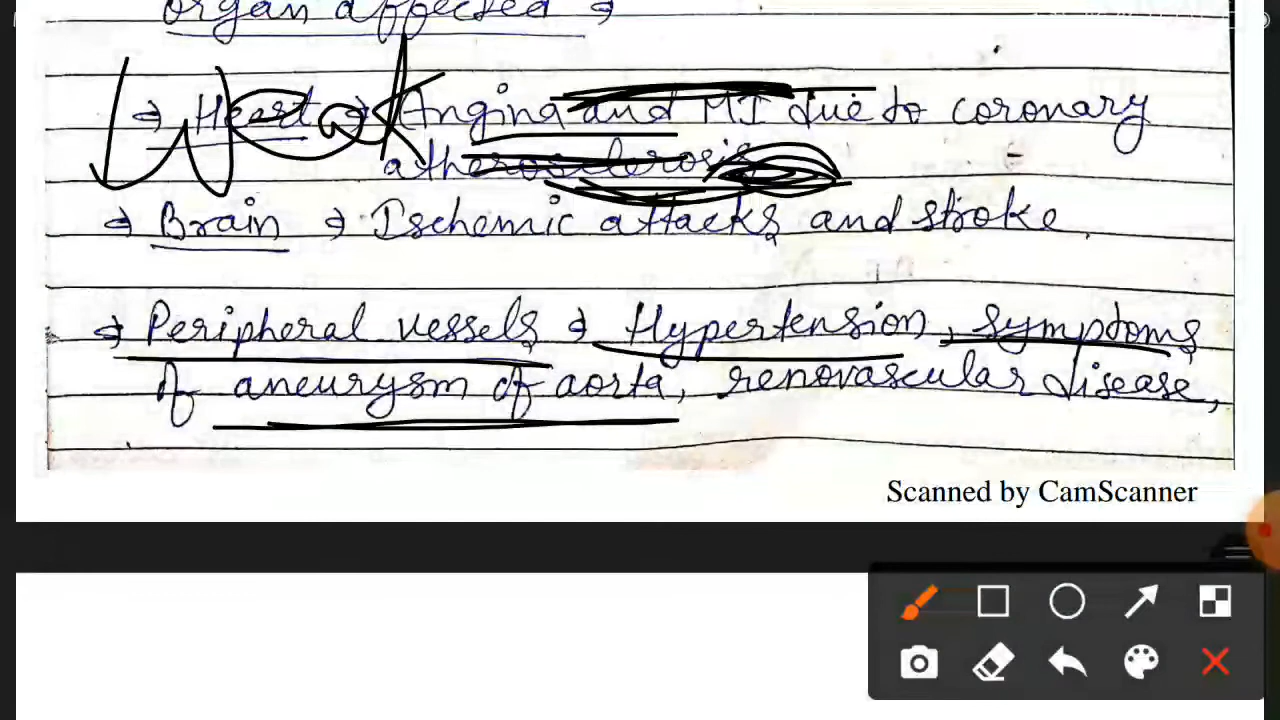 organ affected →
→ Heart → Angina and MI due to coronary
atherosclerosis
Weak
→ Brain → Ischemic attacks and stroke.
→ Peripheral vessels → Hypertension, symptoms
of aneurysm of aorta, renovascular disease,
Scanned by CamScanner